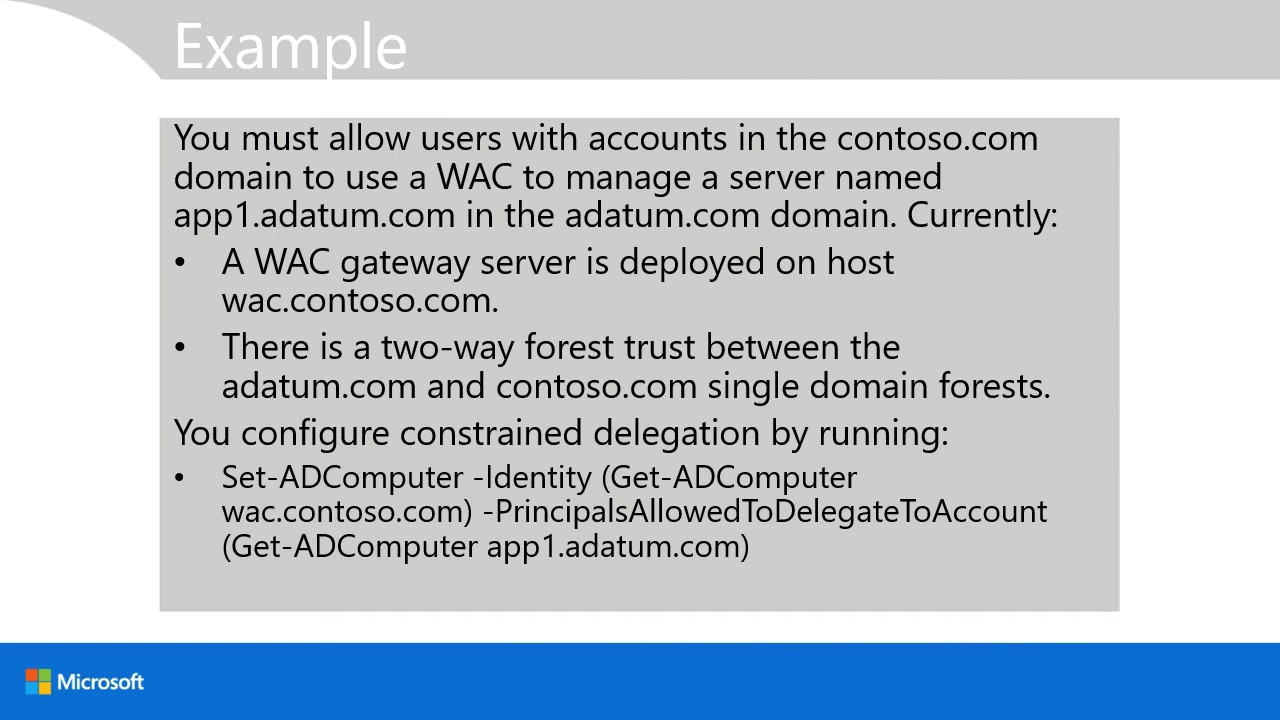 Example
You must allow users with accounts in the contoso.com
domain to use a WAC to manage a server named
app1.adatum.com in the adatum.com domain. Currently:
• A WAC gateway server is deployed on host
wac.contoso.com.
• There is a two-way forest trust between the
adatum.com and contoso.com single domain forests.
You configure constrained delegation by running:
• Set-ADComputer -Identity (Get-ADComputer
wac.contoso.com) -PrincipalsAllowedToDelegateToAccount
(Get-ADComputer app1.adatum.com)
Microsoft